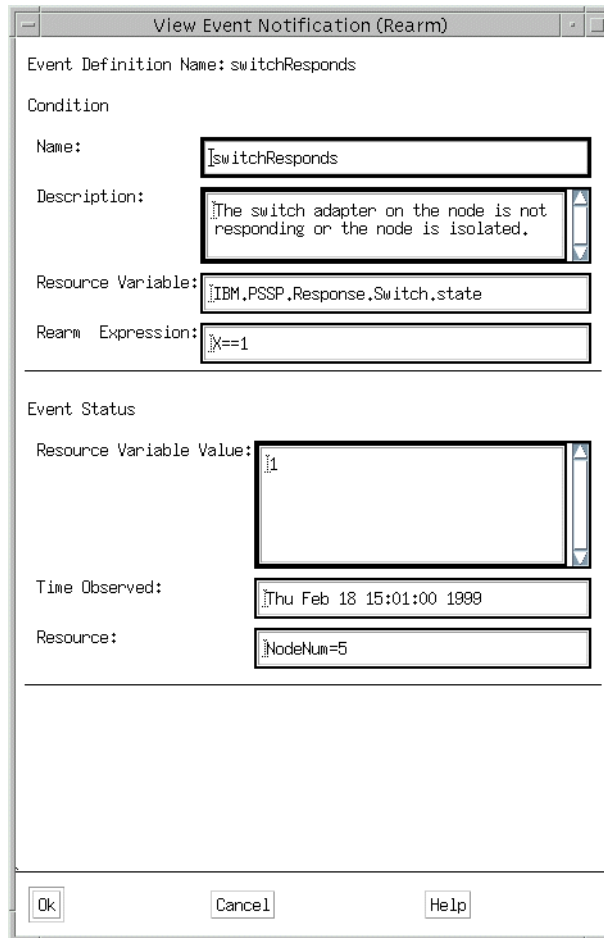 View Event Notification (Rearm)
Event Definition Name: switchResponds
Condition
Name:
switchResponds
Description:
The switch adapter on the node is not
responding or the node is isolated.
Resource Variable:
IBM.PSSP.Response.Switch.state
Rearm Expression:
X==1
Event Status
Resource Variable Value:
1
Time Observed:
Thu Feb 18 15:01:00 1999
Resource:
NodeNum=5
Ok Cancel Help